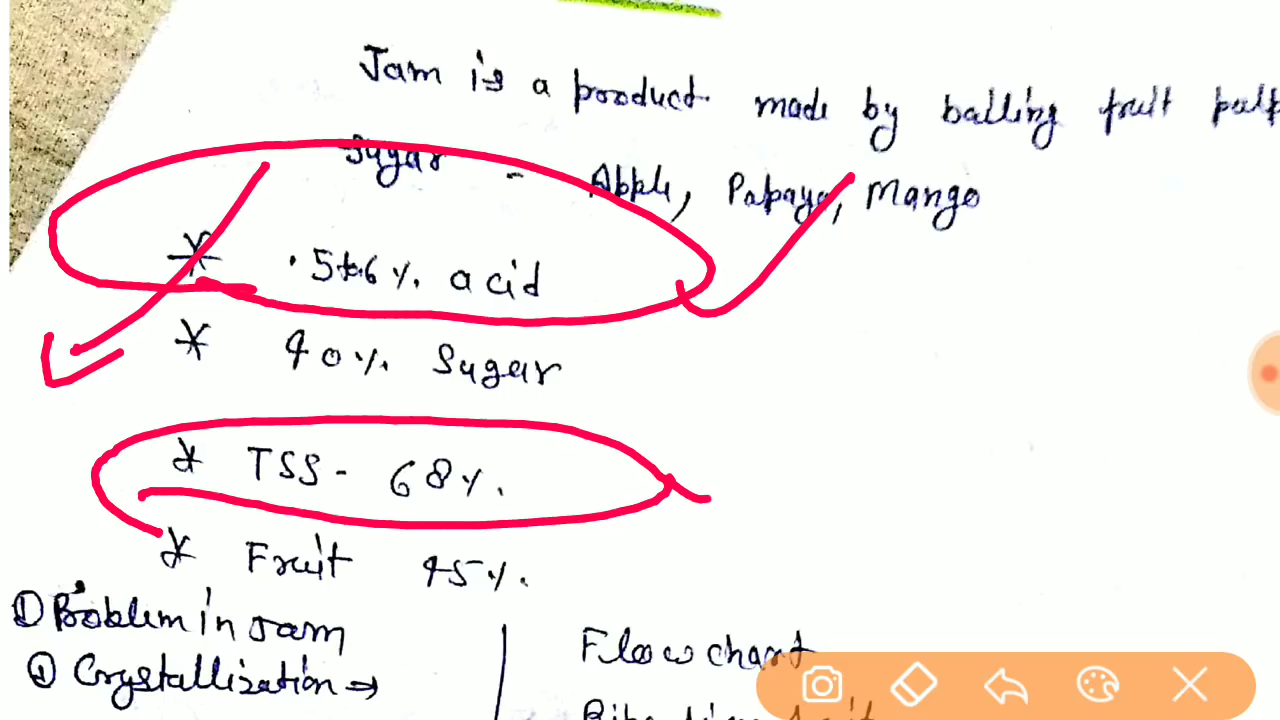 Jam is a product made by balling fruit pulp
Sugar - Apple, Papaya, Mango
* .5 to 6 % acid
* 40 % Sugar
* TSS - 68 %.
* Fruit 45 %.
① Problem in Jam
① Crystallization →
Flow chart